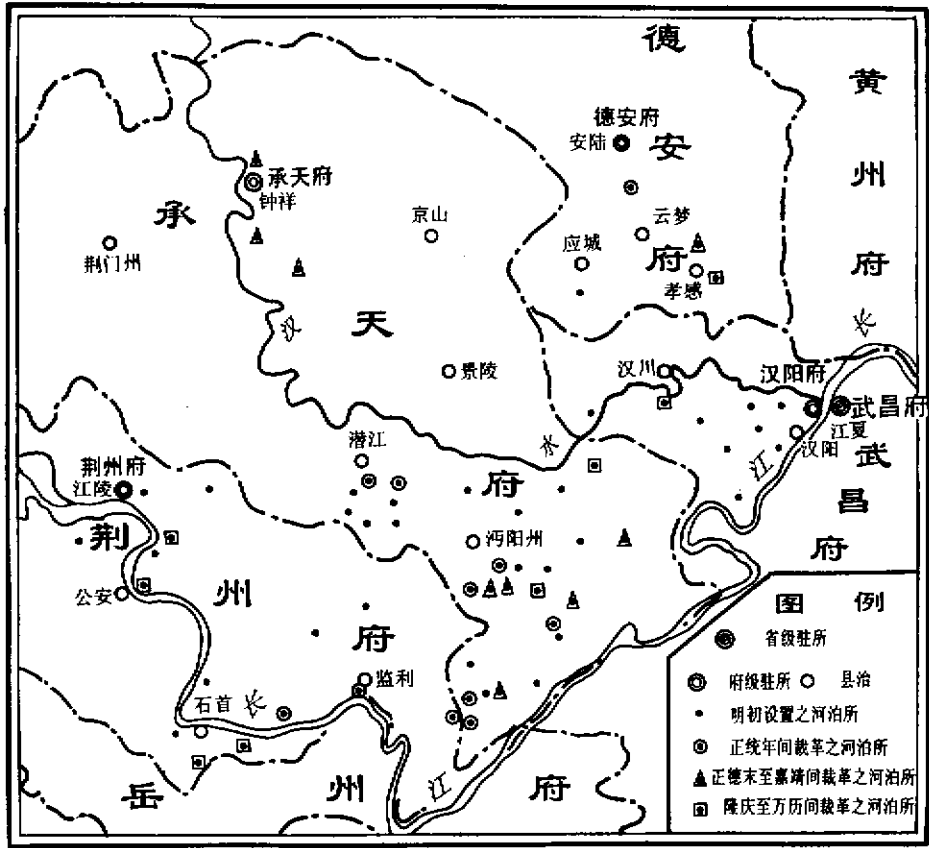 德安府
黄州府
德安府
安陆
承天府
承天府
钟祥
京山
云梦
应城
孝感
荆门州
汉水
景陵
汉川
汉阳府
武昌府
江夏
汉阳
武昌府
长江
潜江
荆州府
江陵
沔阳州
荆州府
公安
监利
石首
长江
岳州府
图例
省级驻所
府级驻所
县治
明初设置之河泊所
正统年间裁革之河泊所
正德末至嘉靖间裁革之河泊所
隆庆至万历间裁革之河泊所